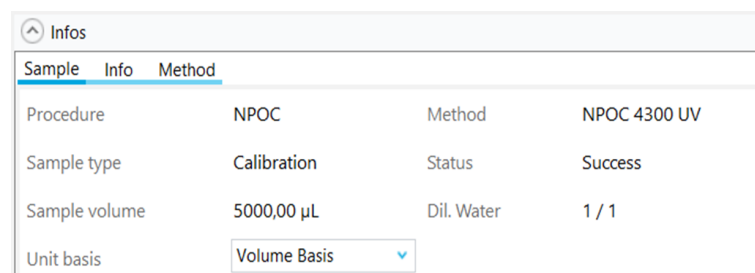 Infos
Sample Info Method
Procedure NPOC Method NPOC 4300 UV
Sample type Calibration Status Success
Sample volume 5000,00 µL Dil. Water 1 / 1
Unit basis Volume Basis